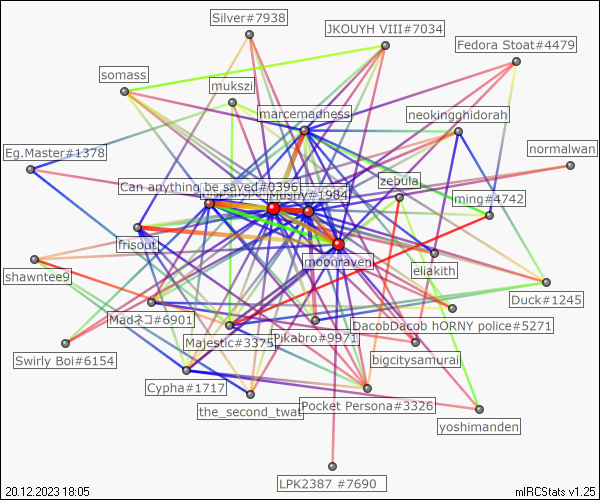 Silver#7938
JKOUYH VIII#7034
Fedora Stoat#4479
somass
mukszi
marcemadness
neokingghidorah
Eg.Master#1378
normalwan
Can anything be saved#0396
Mushy#1984
zebula
ming#4742
frisout
moonraven
eliakith
shawntee9
Duck#1245
Madネコ#6901
DacobDacob hORNY police#5271
Majestic#3375
Pikabro#9971
Swirly Boi#6154
bigcitysamurai
Cypha#1717
the_second_twat
Pocket Persona#3326
yoshimanden
LPK2387 #7690
20.12.2023 18:05
mIRCStats v1.25